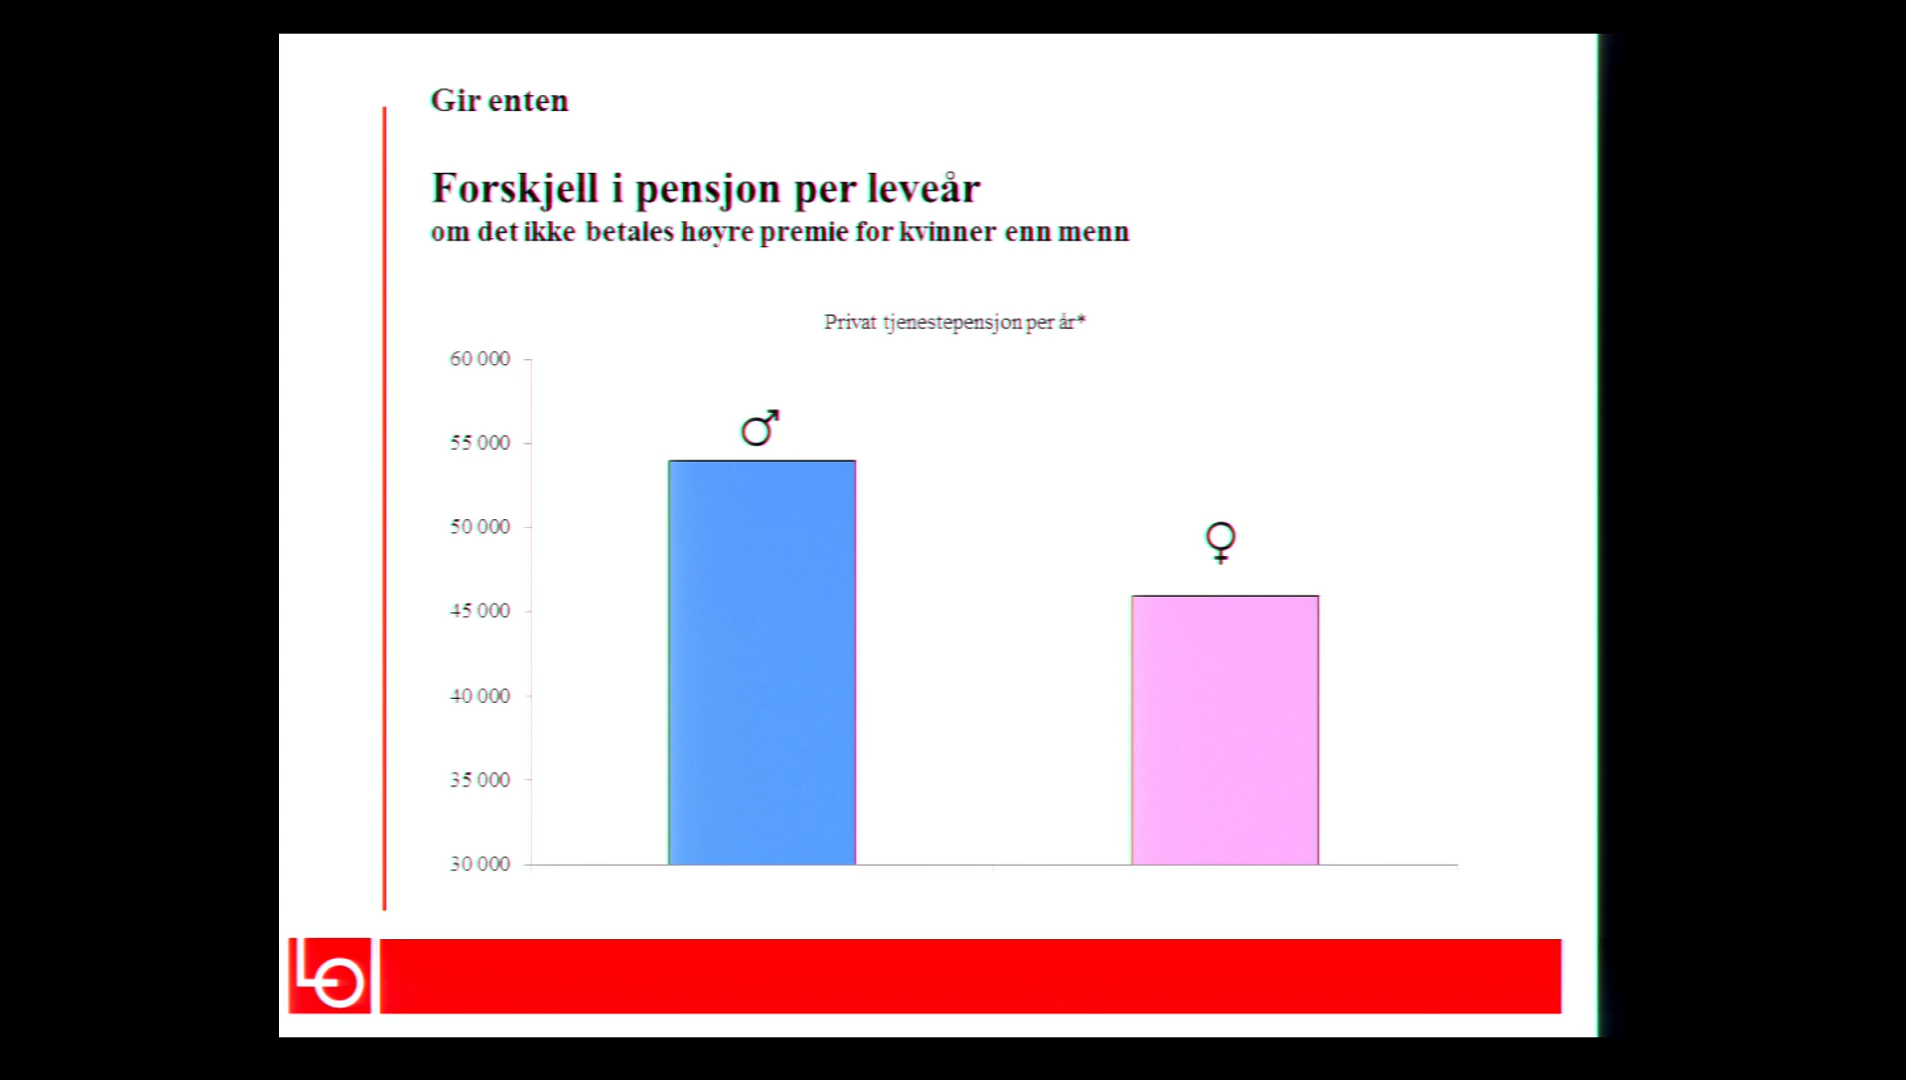 Gir enten
Forskjell i pensjon per leveår
om det ikke betales høyre premie for kvinner enn menn
Privat tjenestepensjon per år*
60 000
♂
55 000
50 000
♀
45 000
40 000
35 000
30 000
LO